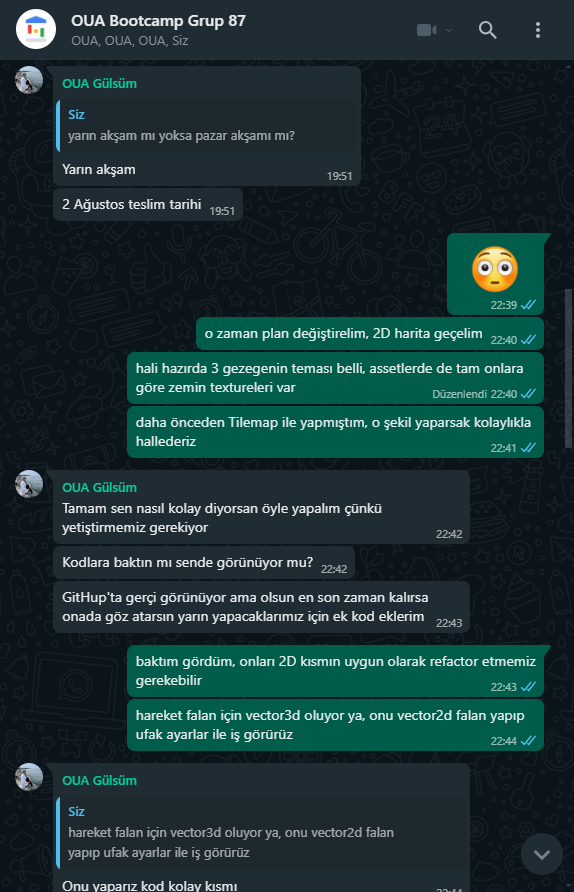 OUA Bootcamp Grup 87
OUA, OUA, OUA, Siz
OUA Gülsüm
Siz
yarın akşam mı yoksa pazar akşamı mı?
Yarın akşam
19:51
2 Ağustos teslim tarihi
19:51
22:39
o zaman plan değiştirelim, 2D harita geçelim
22:40
hali hazırda 3 gezegenin teması belli, assetlerde de tam onlara
göre zemin textureleri var
Düzenlendi 22:40
daha önceden Tilemap ile yapmıştım, o şekil yaparsak kolaylıkla
hallederiz
22:41
OUA Gülsüm
Tamam sen nasıl kolay diyorsan öyle yapalım çünkü
yetiştirmemiz gerekiyor
22:42
Kodlara baktın mı sende görünüyor mu?
22:42
GitHup'ta gerçi görünüyor ama olsun en son zaman kalırsa
onada göz atarsın yarın yapacaklarımız için ek kod eklerim
22:43
baktım gördüm, onları 2D kısmın uygun olarak refactor etmemiz
gerekebilir
22:43
hareket falan için vector3d oluyor ya, onu vector2d falan yapıp
ufak ayarlar ile iş görürüz
22:44
OUA Gülsüm
Siz
hareket falan için vector3d oluyor ya, onu vector2d falan
yapıp ufak ayarlar ile iş görürüz
Onu yaparız kod kolay kısmı
22:44